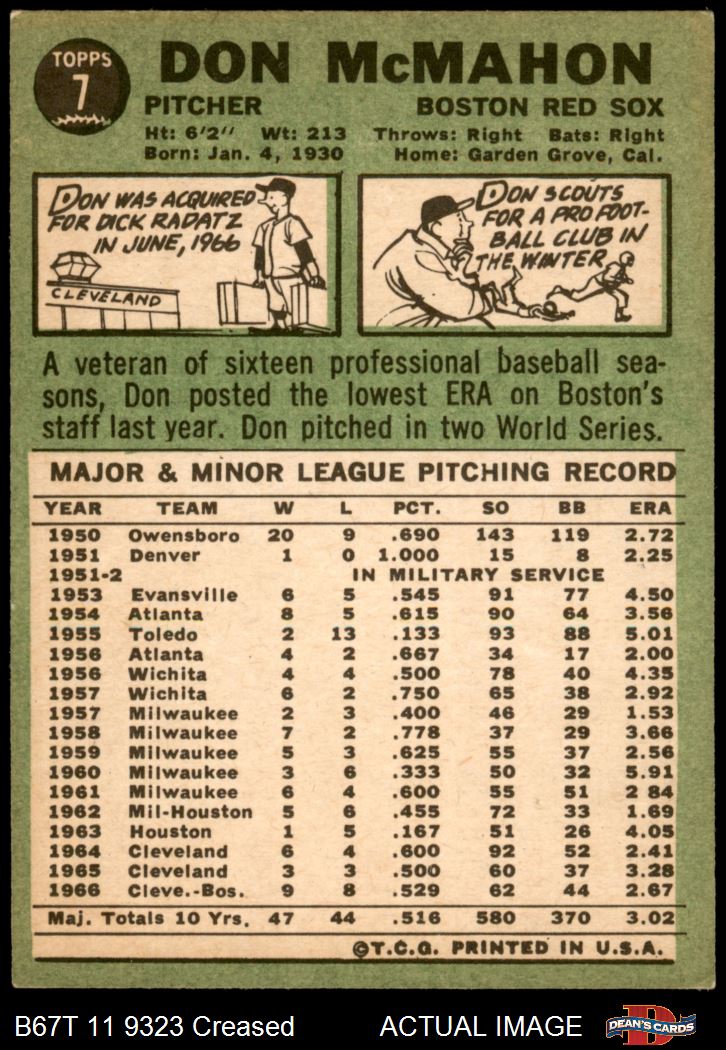 TOPPS
7
DON McMAHON
PITCHER BOSTON RED SOX
Ht: 6'2" Wt: 213 Throws: Right Bats: Right
Born: Jan. 4, 1930 Home: Garden Grove, Cal.
DON WAS ACQUIRED
FOR DICK RADATZ
IN JUNE, 1966
CLEVELAND
DON SCOUTS
FOR A PRO FOOT-
BALL CLUB IN
THE WINTER
A veteran of sixteen professional baseball sea-
sons, Don posted the lowest ERA on Boston's
staff last year. Don pitched in two World Series.
MAJOR & MINOR LEAGUE PITCHING RECORD
YEAR TEAM W L PCT. SO BB ERA
1950 Owensboro 20 9 .690 143 119 2.72
1951 Denver 1 0 1.000 15 8 2.25
1951-2 IN MILITARY SERVICE
1953 Evansville 6 5 .545 91 77 4.50
1954 Atlanta 8 5 .615 90 64 3.56
1955 Toledo 2 13 .133 93 88 5.01
1956 Atlanta 4 2 .667 34 17 2.00
1956 Wichita 4 4 .500 78 40 4.35
1957 Wichita 6 2 .750 65 38 2.92
1957 Milwaukee 2 3 .400 46 29 1.53
1958 Milwaukee 7 2 .778 37 29 3.66
1959 Milwaukee 5 3 .625 55 37 2.56
1960 Milwaukee 3 6 .333 50 32 5.91
1961 Milwaukee 6 4 .600 55 51 2 84
1962 Mil-Houston 5 6 .455 72 33 1.69
1963 Houston 1 5 .167 51 26 4.05
1964 Cleveland 6 4 .600 92 52 2.41
1965 Cleveland 3 3 .500 60 37 3.28
1966 Cleve.-Bos. 9 8 .529 62 44 2.67
Maj. Totals 10 Yrs. 47 44 .516 580 370 3.02
©T.C.G. PRINTED IN U.S.A.
B67T 11 9323 Creased ACTUAL IMAGE
D
DEAN'S CARDS